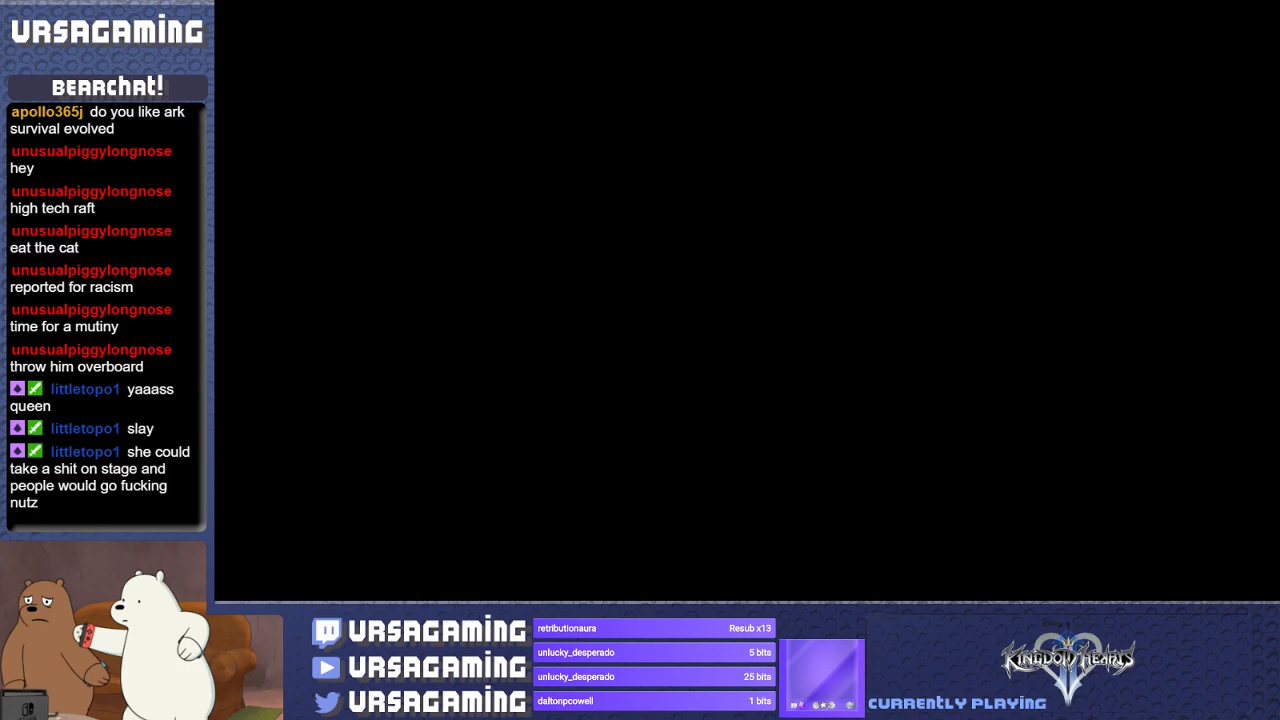 URSAGAMING
BEARCHAT!
apollo365j do you like ark
survival evolved
unusualpiggylongnose
hey
unusualpiggylongnose
high tech raft
unusualpiggylongnose
eat the cat
unusualpiggylongnose
reported for racism
unusualpiggylongnose
time for a mutiny
unusualpiggylongnose
throw him overboard
littletopo1 yaaass
queen
littletopo1 slay
littletopo1 she could
take a shit on stage and
people would go fucking
nutz
URSAGAMING
URSAGAMING
URSAGAMING
retributionaura Resub x13
unlucky_desperado 5 bits
unlucky_desperado 25 bits
daltonpcowell 1 bits
KINGDOM HEARTS
II
CURRENTLY PLAYING